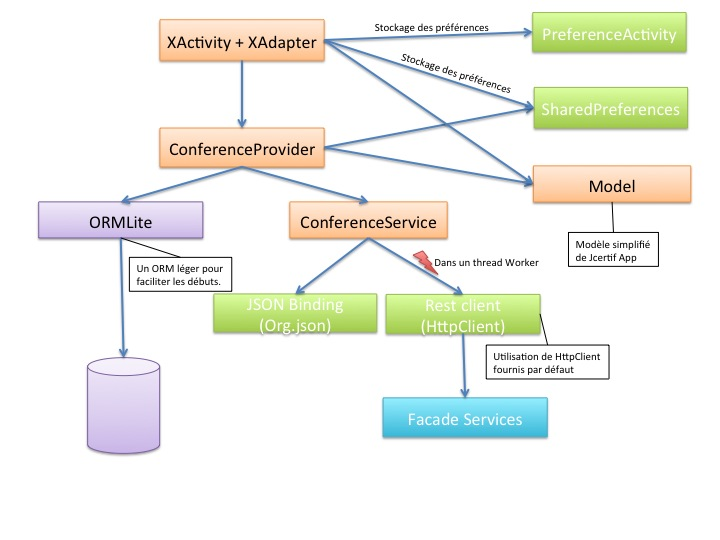 XActivity + XAdapter
Stockage des préférences
PreferenceActivity
Stockage des préférences
SharedPreferences
ConferenceProvider
Model
ORMLite
ConferenceService
Modèle simplifié
de Jcertif App
Un ORM léger pour
faciliter les débuts.
Dans un thread Worker
JSON Binding
(Org.json)
Rest client
(HttpClient)
Utilisation de HttpClient
fournis par défaut
Facade Services